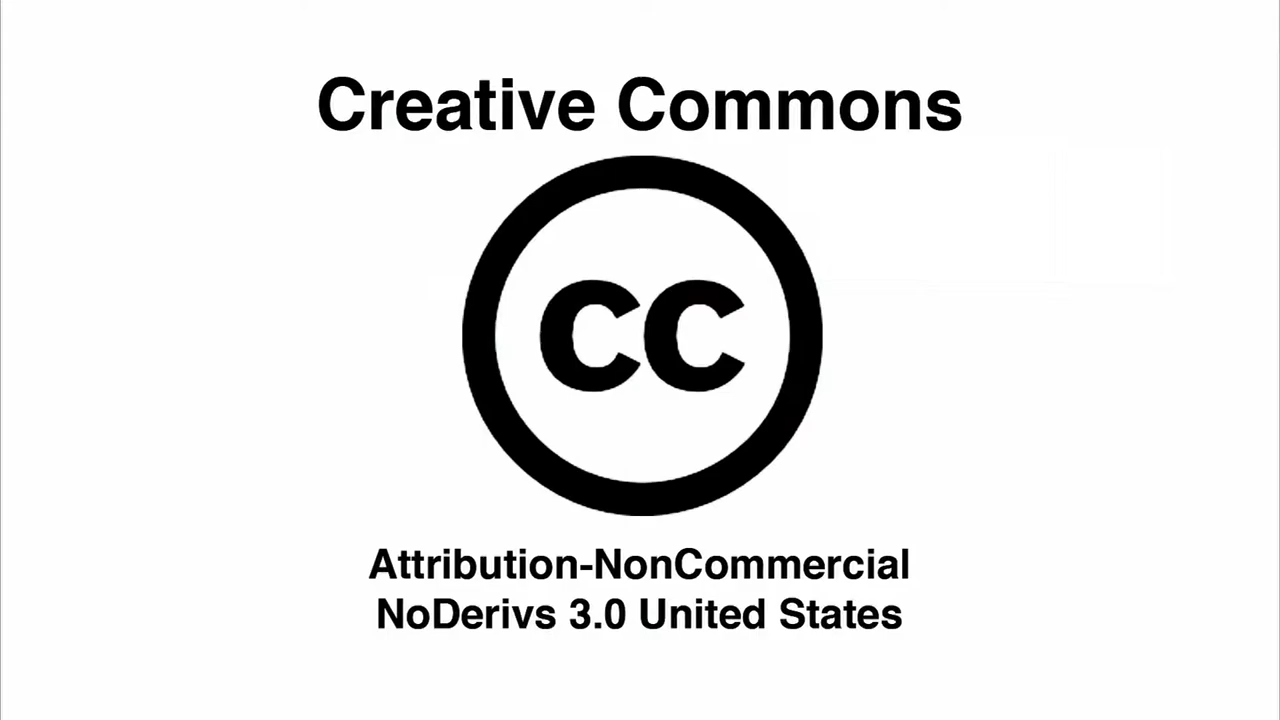 Creative Commons
cc
Attribution-NonCommercial
NoDerivs 3.0 United States